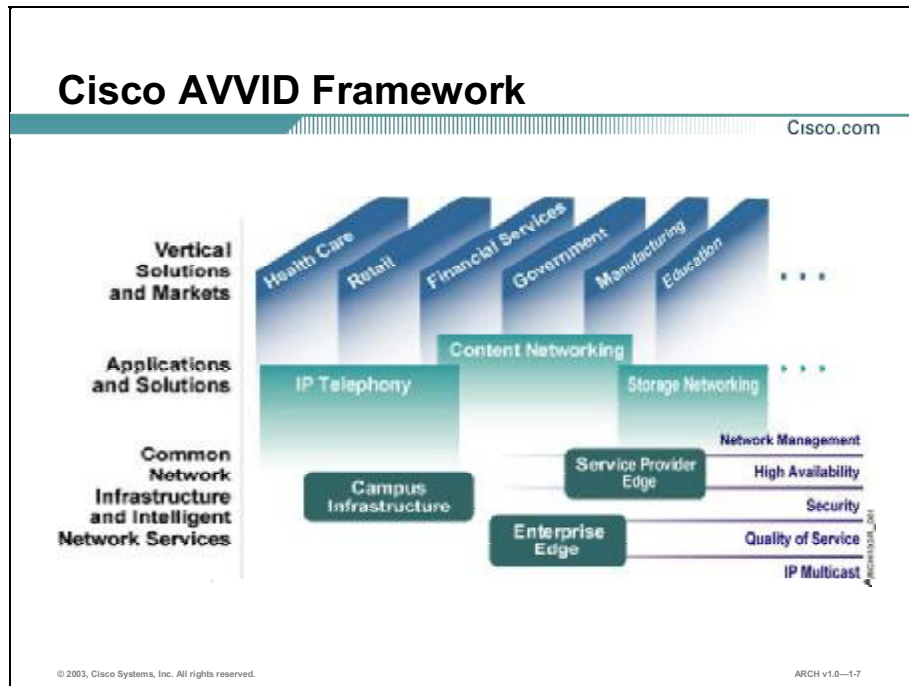 Cisco AVVID Framework
Cisco.com
Vertical
Solutions
and Markets
Health Care
Retail
Financial Services
Government
Manufacturing
Education
Applications
and Solutions
IP Telephony
Content Networking
Storage Networking
Common
Network
Infrastructure
and Intelligent
Network Services
Campus
Infrastructure
Service Provider
Edge
Enterprise
Edge
Network Management
High Availability
Security
Quality of Service
IP Multicast
© 2003, Cisco Systems, Inc. All rights reserved.
ARCH v1.0—1-7